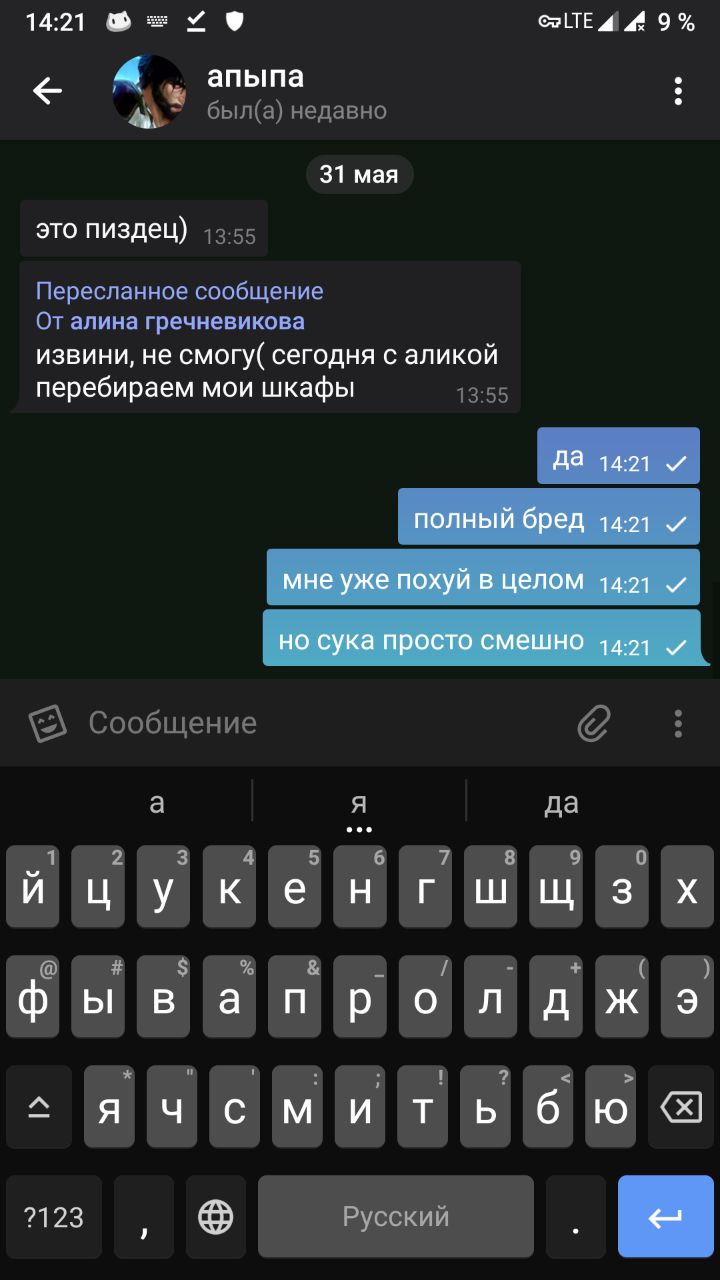 14:21 LTE 9 %
апыпа
был(а) недавно
31 мая
это пиздец) 13:55
Пересланное сообщение
От алина гречневикова
извини, не смогу( сегодня с аликой
перебираем мои шкафы 13:55
да 14:21
полный бред 14:21
мне уже похуй в целом 14:21
но сука просто смешно 14:21
Сообщение
а я да
1 2 3 4 5 6 7 8 9 0
й ц у к е н г ш щ з х
@ # $ % & _ / - + ( )
ф ы в а п р о л д ж э
* " ' : ; ! ? < >
я ч с м и т ь б ю
?123 , Русский .